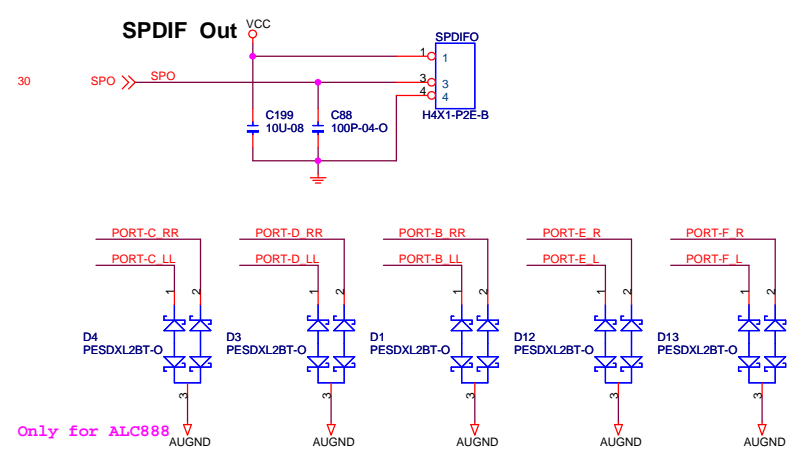 SPDIF Out
VCC
SPDIFO
1
1
30
SPO
SPO
3
3
4
4
C199
10U-08
C88
100P-04-O
H4X1-P2E-B
PORT-C_RR
PORT-D_RR
PORT-B_RR
PORT-E_R
PORT-F_R
PORT-C_LL
PORT-D_LL
PORT-B_LL
PORT-E_L
PORT-F_L
1 2
1 2
1 2
1 2
1 2
D4
PESDXL2BT-O
D3
PESDXL2BT-O
D1
PESDXL2BT-O
D12
PESDXL2BT-O
D13
PESDXL2BT-O
3
3
3
3
3
Only for ALC888
AUGND
AUGND
AUGND
AUGND
AUGND